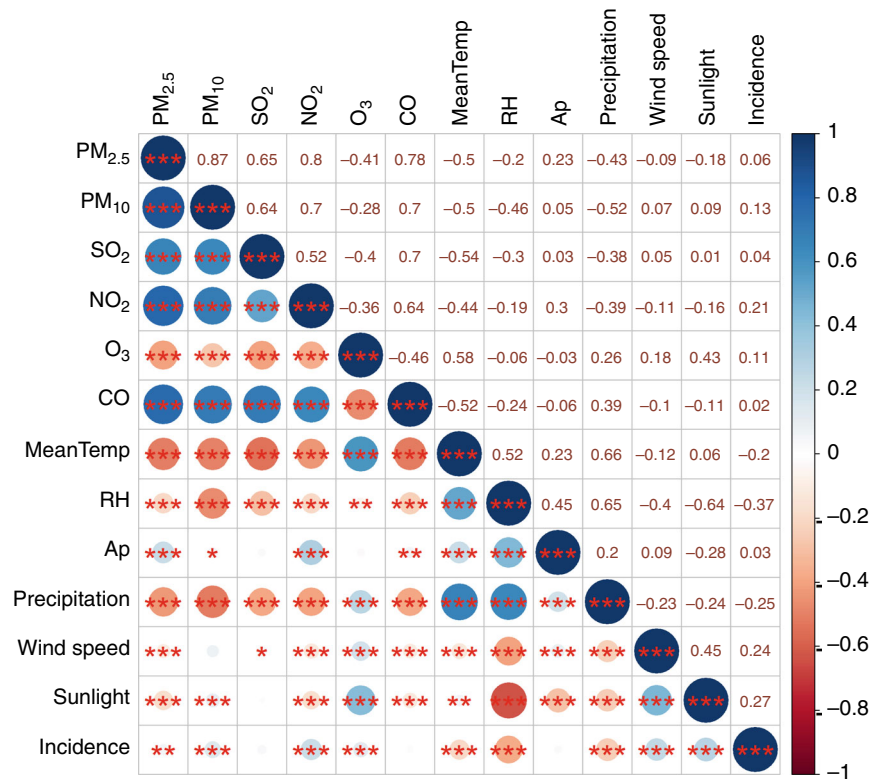 PM₂.₅ PM₁₀ SO₂ NO₂ O₃ CO MeanTemp RH Ap Precipitation Wind speed Sunlight Incidence
PM₂.₅ *** 0.87 0.65 0.8 −0.41 0.78 −0.5 −0.2 0.23 −0.43 −0.09 −0.18 0.06
PM₁₀ *** *** 0.64 0.7 −0.28 0.7 −0.5 −0.46 0.05 −0.52 0.07 0.09 0.13
SO₂ *** *** *** 0.52 −0.4 0.7 −0.54 −0.3 0.03 −0.38 0.05 0.01 0.04
NO₂ *** *** *** *** −0.36 0.64 −0.44 −0.19 0.3 −0.39 −0.11 −0.16 0.21
O₃ *** *** *** *** *** −0.46 0.58 −0.06 −0.03 0.26 0.18 0.43 0.11
CO *** *** *** *** *** *** −0.52 −0.24 −0.06 0.39 −0.1 −0.11 0.02
MeanTemp *** *** *** *** *** *** *** 0.52 0.23 0.66 −0.12 0.06 −0.2
RH *** *** *** *** ** *** *** *** 0.45 0.65 −0.4 −0.64 −0.37
Ap *** * *** ** *** *** *** 0.2 0.09 −0.28 0.03
Precipitation *** *** *** *** *** *** *** *** *** *** −0.23 −0.24 −0.25
Wind speed *** * *** *** *** *** *** *** *** *** 0.45 0.24
Sunlight *** *** *** *** *** ** *** *** *** *** *** 0.27
Incidence ** *** *** *** *** *** *** *** *** ***
1
0.8
0.6
0.4
0.2
0
−0.2
−0.4
−0.6
−0.8
−1